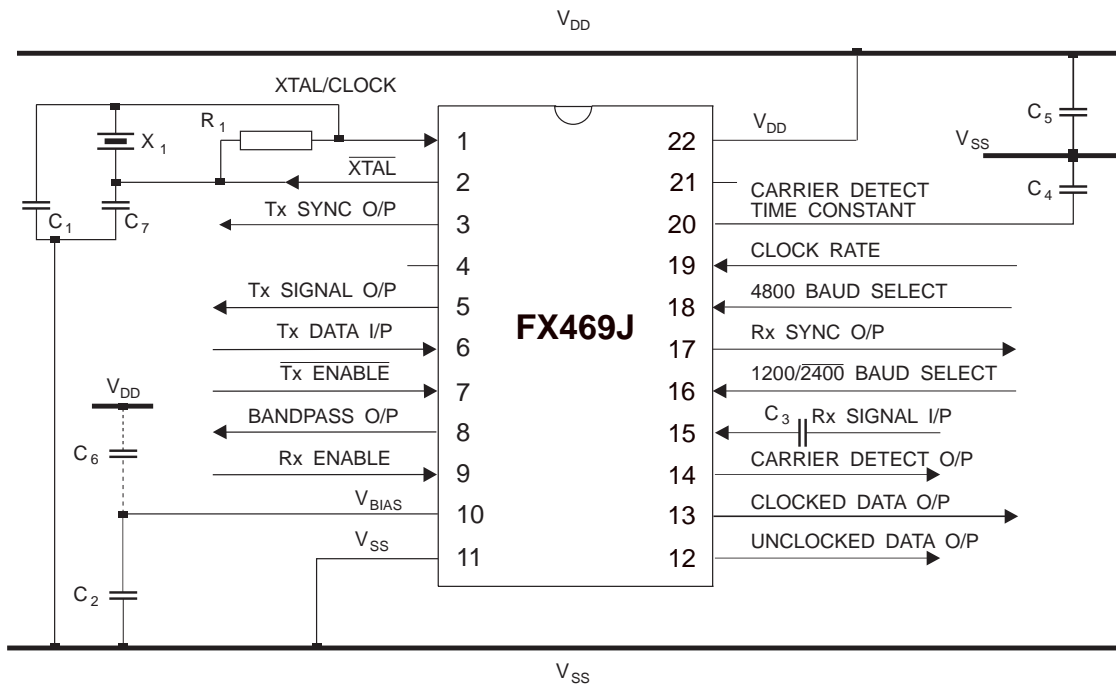 VDD
XTAL/CLOCK
R1
X1
C1
C7
XTAL
Tx SYNC O/P
Tx SIGNAL O/P
Tx DATA I/P
Tx ENABLE
BANDPASS O/P
Rx ENABLE
VDD
C6
VBIAS
VSS
C2
1
2
3
4
5
6
7
8
9
10
11
FX469J
22
21
20
19
18
17
16
15
14
13
12
VDD
C5
VSS
C4
CARRIER DETECT
TIME CONSTANT
CLOCK RATE
4800 BAUD SELECT
Rx SYNC O/P
1200/2400 BAUD SELECT
C3 Rx SIGNAL I/P
CARRIER DETECT O/P
CLOCKED DATA O/P
UNCLOCKED DATA O/P
VSS